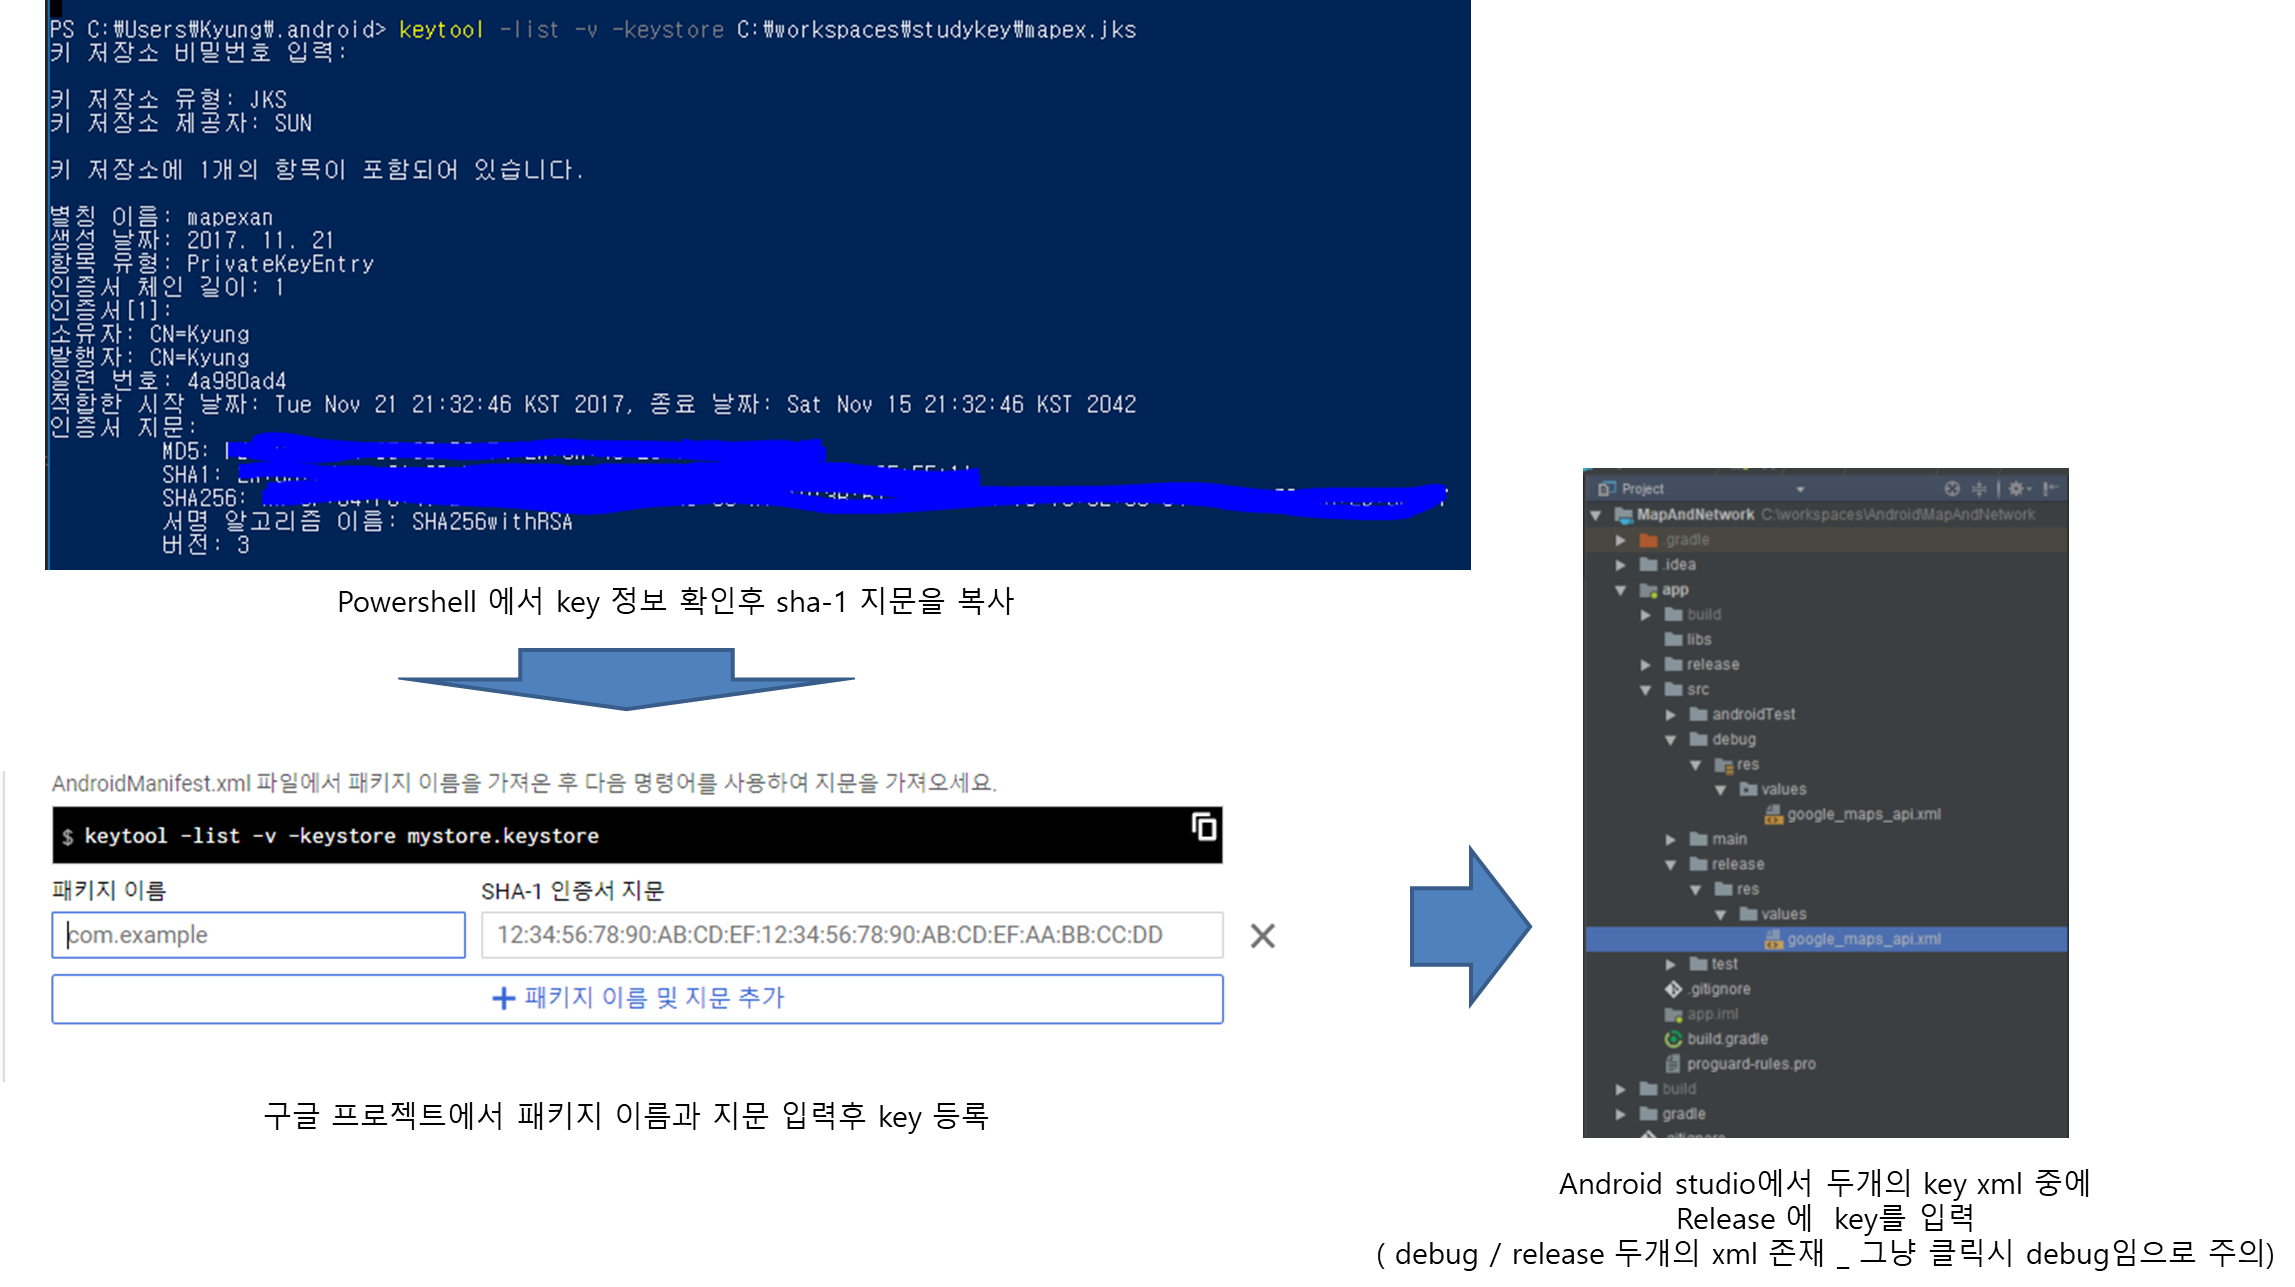 PS C:₩Users₩Kyung₩.android> keytool -list -v -keystore C:₩workspaces₩studykey₩mapex.jks
키 저장소 비밀번호 입력:
키 저장소 유형: JKS
키 저장소 제공자: SUN
키 저장소에 1개의 항목이 포함되어 있습니다.
별칭 이름: mapexan
생성 날짜: 2017. 11. 21
항목 유형: PrivateKeyEntry
인증서 체인 길이: 1
인증서[1]:
소유자: CN=Kyung
발행자: CN=Kyung
일련 번호: 4a980ad4
적합한 시작 날짜: Tue Nov 21 21:32:46 KST 2017, 종료 날짜: Sat Nov 15 21:32:46 KST 2042
인증서 지문:
MD5:
SHA1:
SHA256:
서명 알고리즘 이름: SHA256withRSA
버전: 3
Powershell 에서 key 정보 확인후 sha-1 지문을 복사
AndroidManifest.xml 파일에서 패키지 이름을 가져온 후 다음 명령어를 사용하여 지문을 가져오세요.
$ keytool -list -v -keystore mystore.keystore
패키지 이름
SHA-1 인증서 지문
com.example
12:34:56:78:90:AB:CD:EF:12:34:56:78:90:AB:CD:EF:AA:BB:CC:DD
+ 패키지 이름 및 지문 추가
구글 프로젝트에서 패키지 이름과 지문 입력후 key 등록
Project
MapAndNetwork C:\workspaces\Android\MapAndNetwork
.gradle
.idea
app
build
libs
release
src
androidTest
debug
res
values
google_maps_api.xml
main
release
res
values
google_maps_api.xml
test
.gitignore
app.iml
build.gradle
proguard-rules.pro
build
gradle
.gitignore
Android studio에서 두개의 key xml 중에
Release 에 key를 입력
( debug / release 두개의 xml 존재 _ 그냥 클릭시 debug임으로 주의)